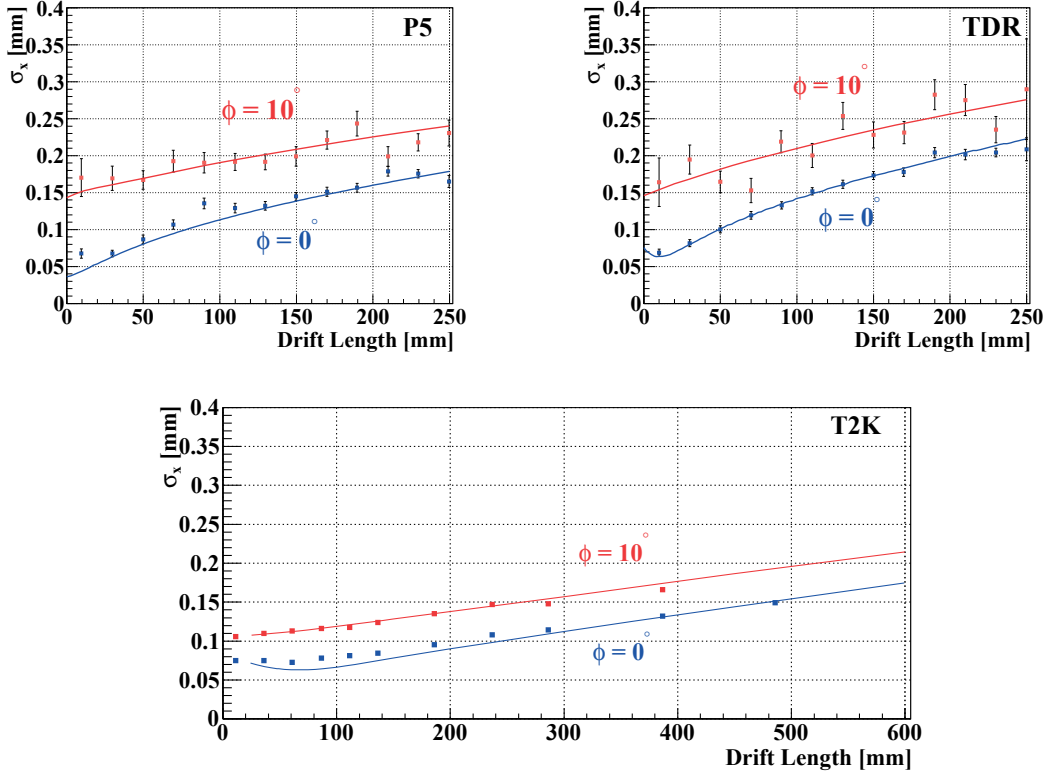 P5
σx [mm]
0.4
0.35
0.3
0.25
0.2
0.15
0.1
0.05
0
ϕ = 10°
ϕ = 0°
0 50 100 150 200 250
Drift Length [mm]
TDR
σx [mm]
0.4
0.35
0.3
0.25
0.2
0.15
0.1
0.05
0
ϕ = 10°
ϕ = 0°
0 50 100 150 200 250
Drift Length [mm]
T2K
σx [mm]
0.4
0.35
0.3
0.25
0.2
0.15
0.1
0.05
0
ϕ = 10°
ϕ = 0°
0 100 200 300 400 500 600
Drift Length [mm]